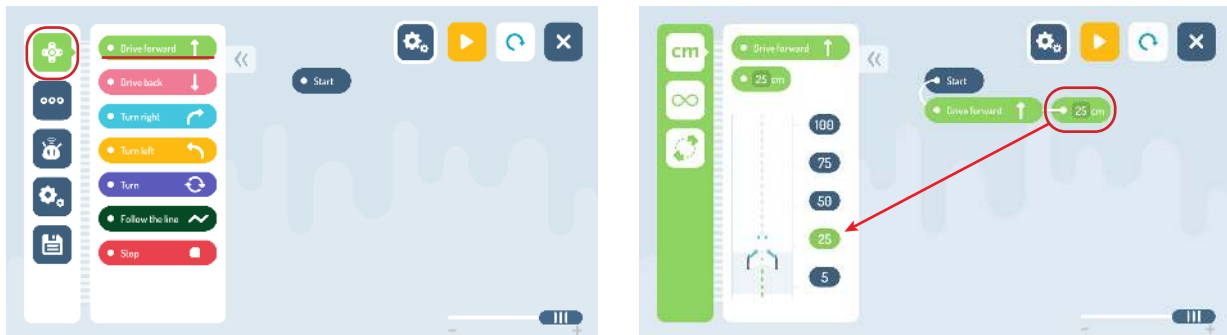 Drive forward
Drive back
Turn right
Turn left
Turn
Follow the line
Stop
Start
- +
cm
Drive forward
25 cm
100
75
50
25
5
Start
Drive forward 25 cm
- +